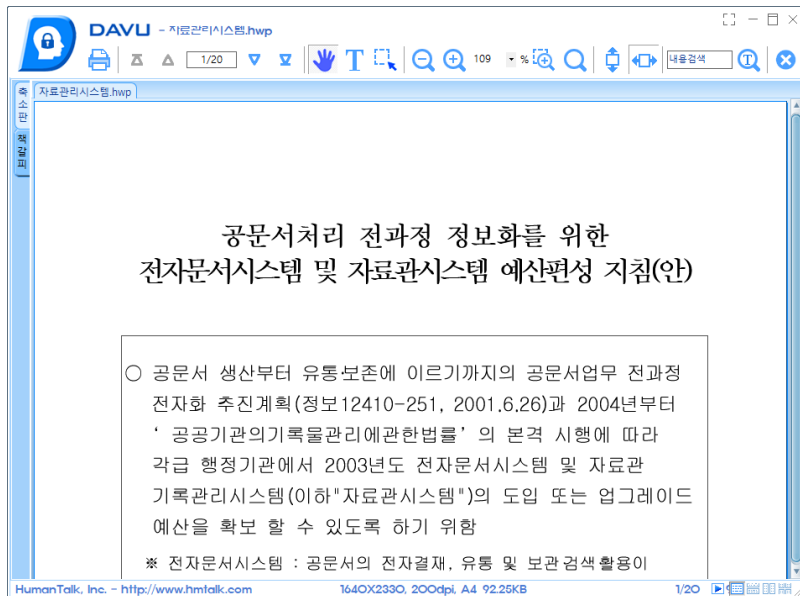 DAVU - 자료관리시스템.hwp
1/20 T 109 % 내용검색 T
축소판
자료관리시스템.hwp
책갈피
공문서처리 전과정 정보화를 위한
전자문서시스템 및 자료관시스템 예산편성 지침(안)
○ 공문서 생산부터 유통보존에 이르기까지의 공문서업무 전과정
전자화 추진계획(정보12410-251, 2001.6.26)과 2004년부터
‘ 공공기관의기록물관리에관한법률’ 의 본격 시행에 따라
각급 행정기관에서 2003년도 전자문서시스템 및 자료관
기록관리시스템(이하"자료관시스템")의 도입 또는 업그레이드
예산을 확보 할 수 있도록 하기 위함
※ 전자문서시스템 : 공문서의 전자결재, 유통 및 보관검색활용이
HumanTalk, Inc. - http://www.hmtalk.com 1640X2330, 200dpi, A4 92.25KB 1/20